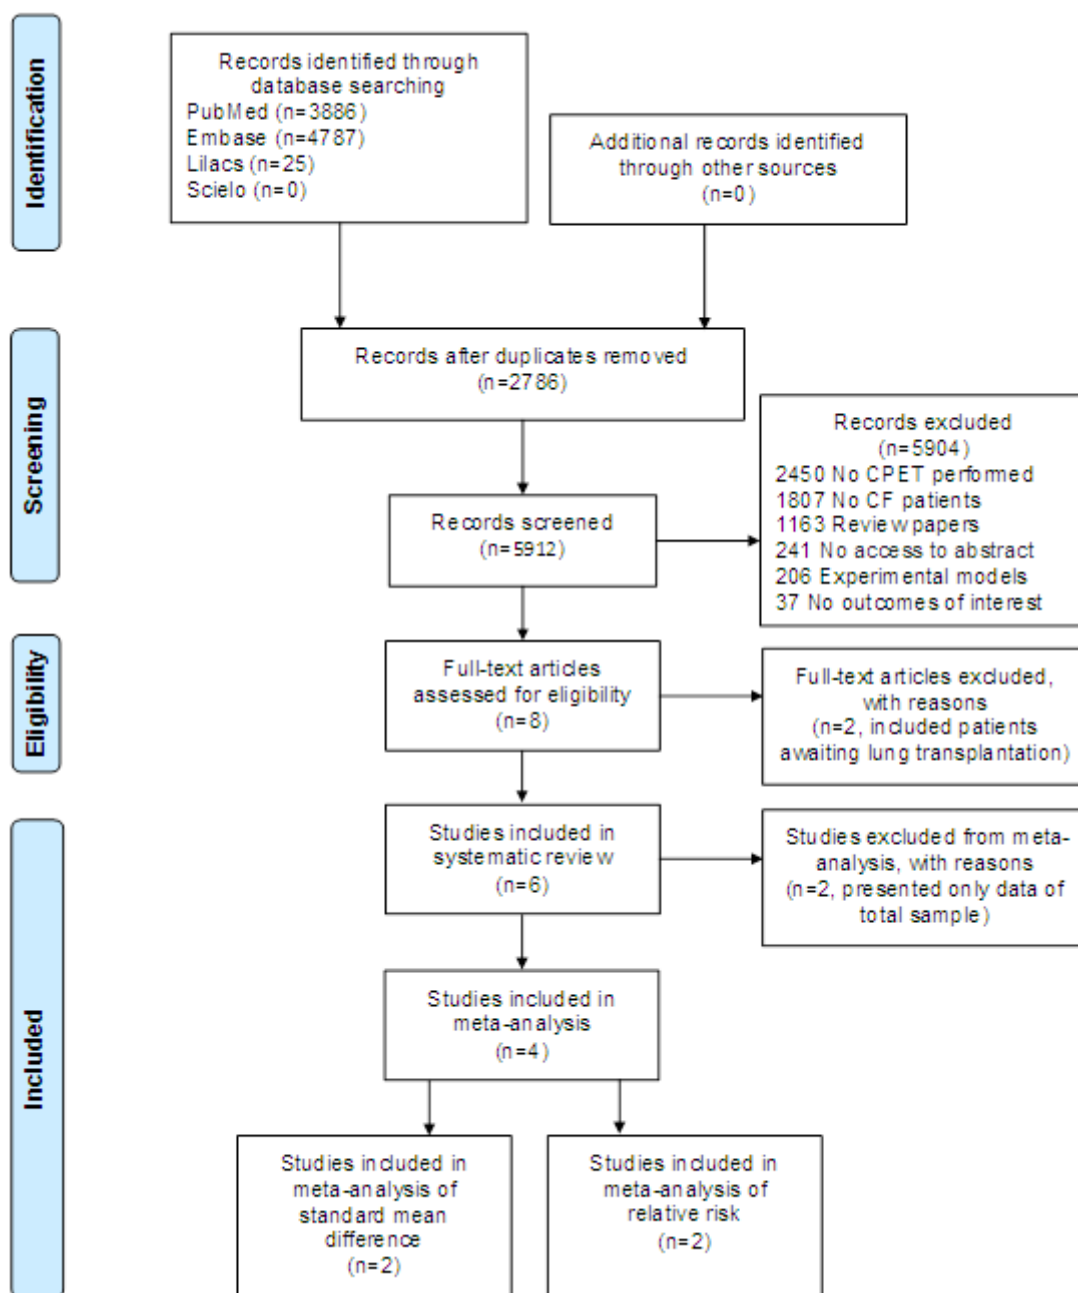 Identification
Records identified through
database searching
PubMed (n=3886)
Embase (n=4787)
Lilacs (n=25)
Scielo (n=0)
Additional records identified
through other sources
(n=0)
Screening
Records after duplicates removed
(n=2786)
Records screened
(n=5912)
Records excluded
(n=5904)
2450 No CPET performed
1807 No CF patients
1163 Review papers
241 No access to abstract
206 Experimental models
37 No outcomes of interest
Eligibility
Full-text articles
assessed for eligibility
(n=8)
Full-text articles excluded,
with reasons
(n=2, included patients
awaiting lung transplantation)
Included
Studies included in
systematic review
(n=6)
Studies excluded from meta-
analysis, with reasons
(n=2, presented only data of
total sample)
Studies included in
meta-analysis
(n=4)
Studies included in
meta-analysis of
standard mean
difference
(n=2)
Studies included in
meta-analysis of
relative risk
(n=2)